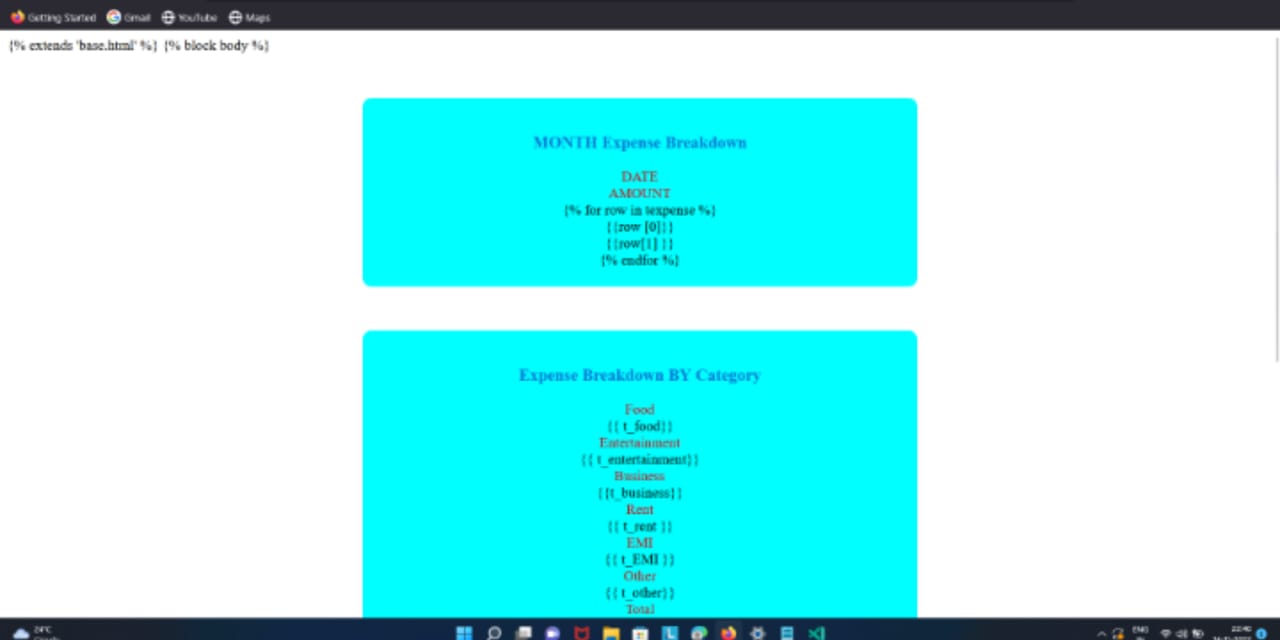 Getting Started Gmail YouTube Maps
{% extends 'base.html' %} {% block body %}
MONTH Expense Breakdown
DATE
AMOUNT
{% for row in texpense %}
{{row [0]}}
{{row[1] }}
{% endfor %}
Expense Breakdown BY Category
Food
{{ t_food}}
Entertainment
{{ t_entertainment}}
Business
{{t_business}}
Rent
{{ t_rent }}
EMI
{{ t_EMI }}
Other
{{ t_other}}
Total
24°C
ENG
22:40